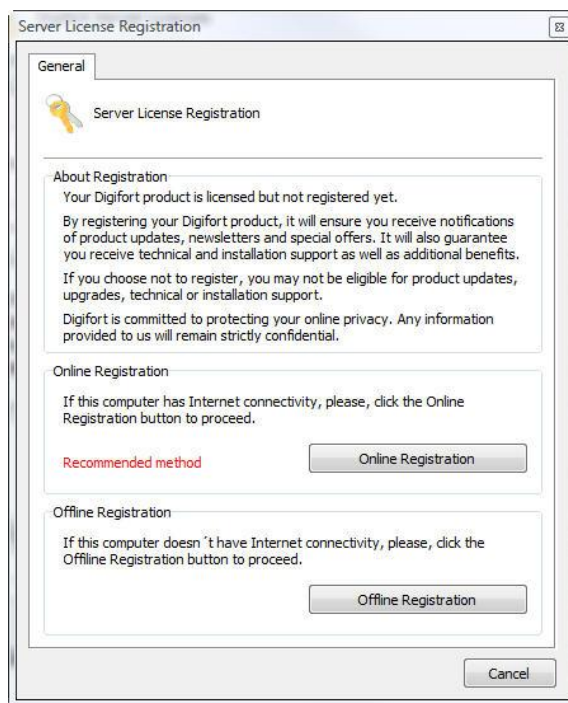 Server License Registration
General
Server License Registration
About Registration
Your Digifort product is licensed but not registered yet.
By registering your Digifort product, it will ensure you receive notifications
of product updates, newsletters and special offers. It will also guarantee
you receive technical and installation support as well as additional benefits.
If you choose not to register, you may not be eligible for product updates,
upgrades, technical or installation support.
Digifort is committed to protecting your online privacy. Any information
provided to us will remain strictly confidential.
Online Registration
If this computer has Internet connectivity, please, click the Online
Registration button to proceed.
Recommended method
Online Registration
Offline Registration
If this computer doesn ´t have Internet connectivity, please, click the
Offiline Registration button to proceed.
Offline Registration
Cancel